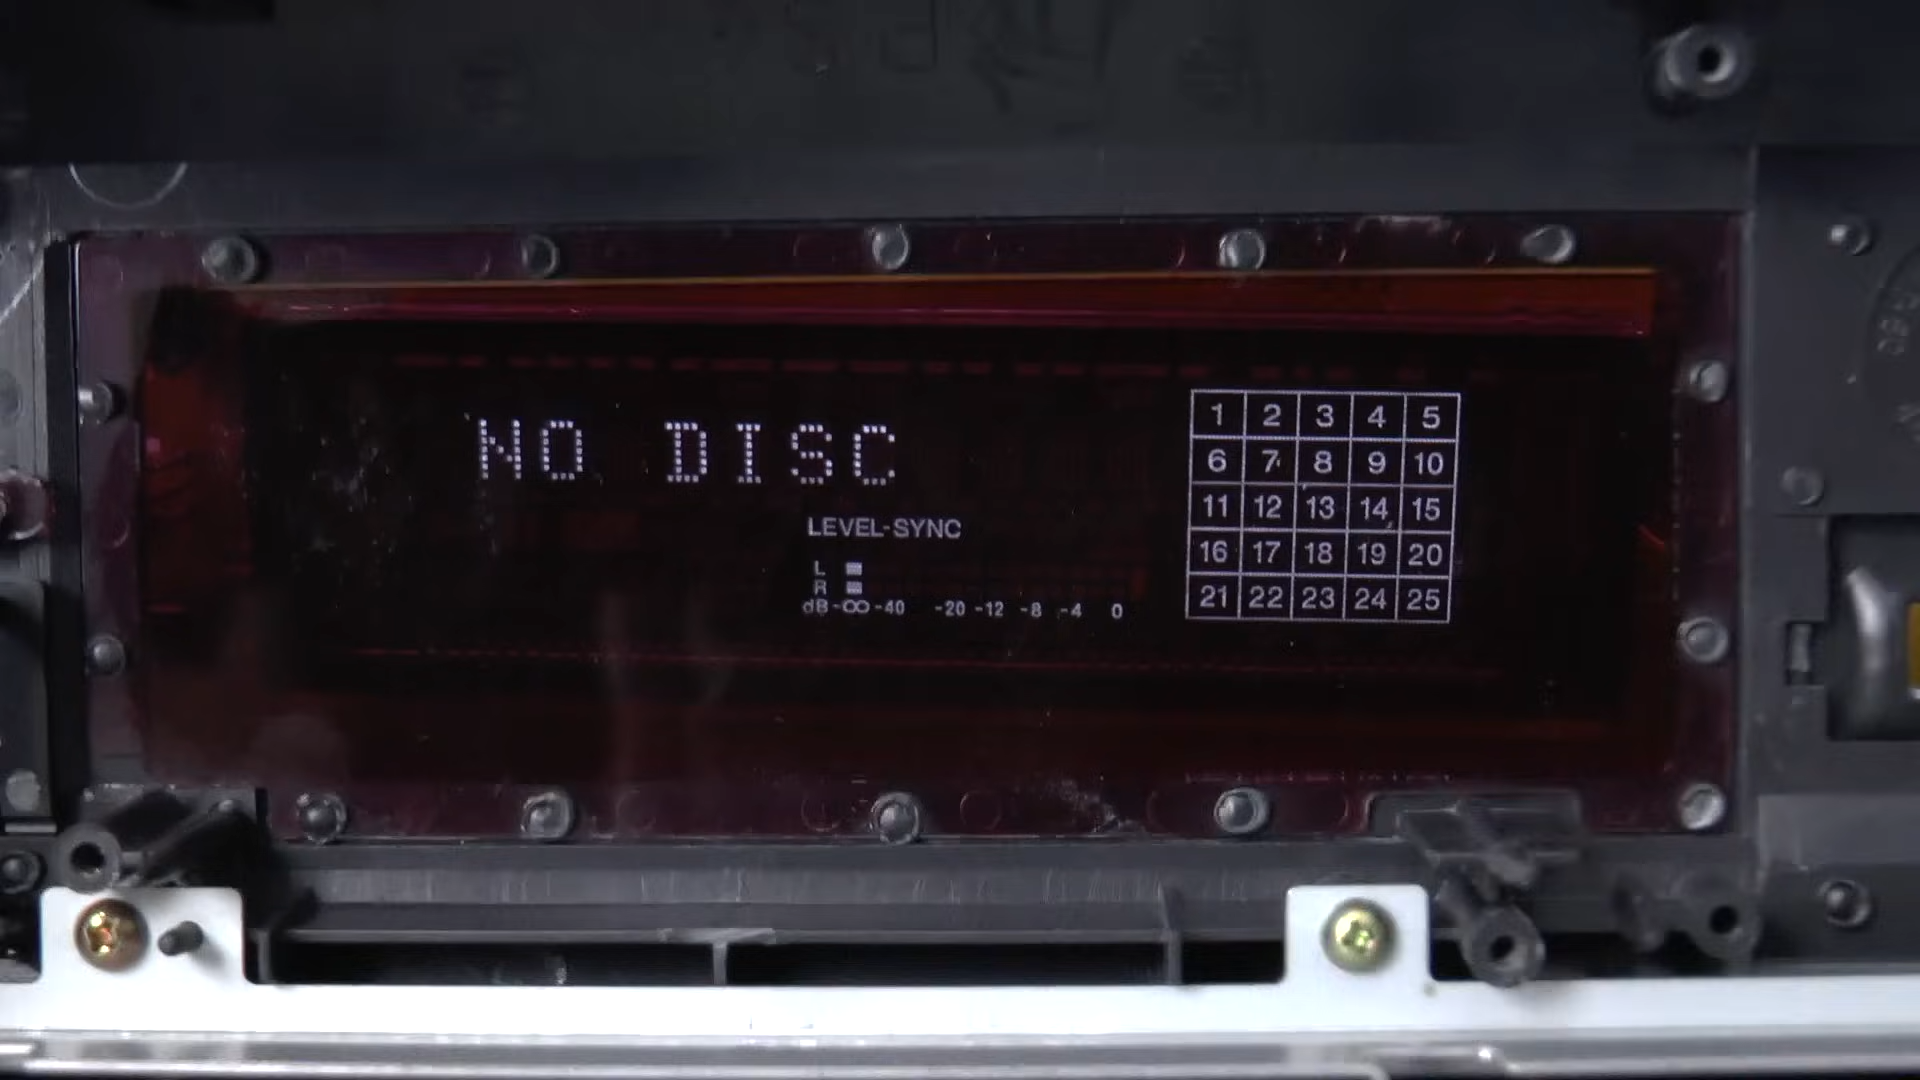 NO DISC
LEVEL-SYNC
L
R
dB -∞ -40 -20 -12 -8 -4 0
1 2 3 4 5
6 7 8 9 10
11 12 13 14 15
16 17 18 19 20
21 22 23 24 25